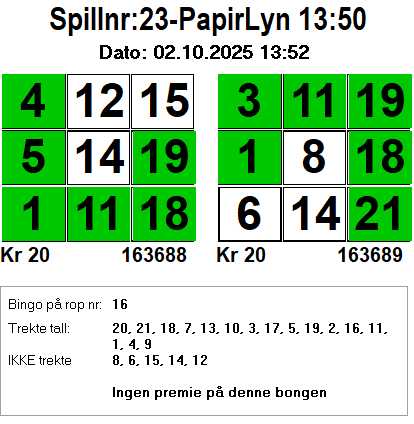 Spillnr:23-PapirLyn 13:50
Dato: 02.10.2025 13:52
4 12 15 3 11 19
5 14 19 1 8 18
1 11 18 6 14 21
Kr 20 163688 Kr 20 163689
Bingo på rop nr: 16
Trekte tall: 20, 21, 18, 7, 13, 10, 3, 17, 5, 19, 2, 16, 11,
1, 4, 9
IKKE trekte 8, 6, 15, 14, 12
Ingen premie på denne bongen